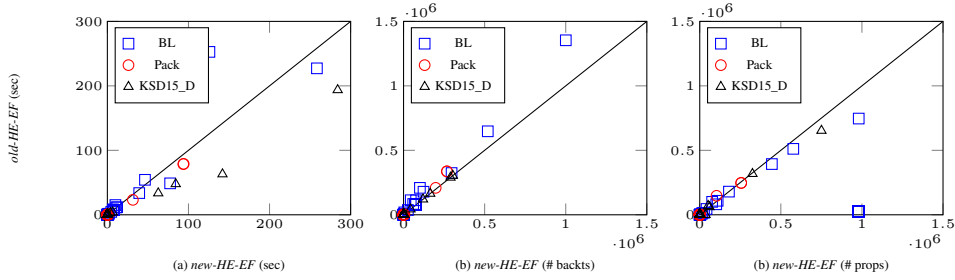 300
200
100
0
0 100 200 300
old-HE-EF (sec)
BL
Pack
KSD15_D
(a) new-HE-EF (sec)
·10^6
1.5
1
0.5
0
0 0.5 1 1.5
·10^6
BL
Pack
KSD15_D
(b) new-HE-EF (# backts)
·10^6
1.5
1
0.5
0
0 0.5 1 1.5
·10^6
BL
Pack
KSD15_D
(b) new-HE-EF (# props)